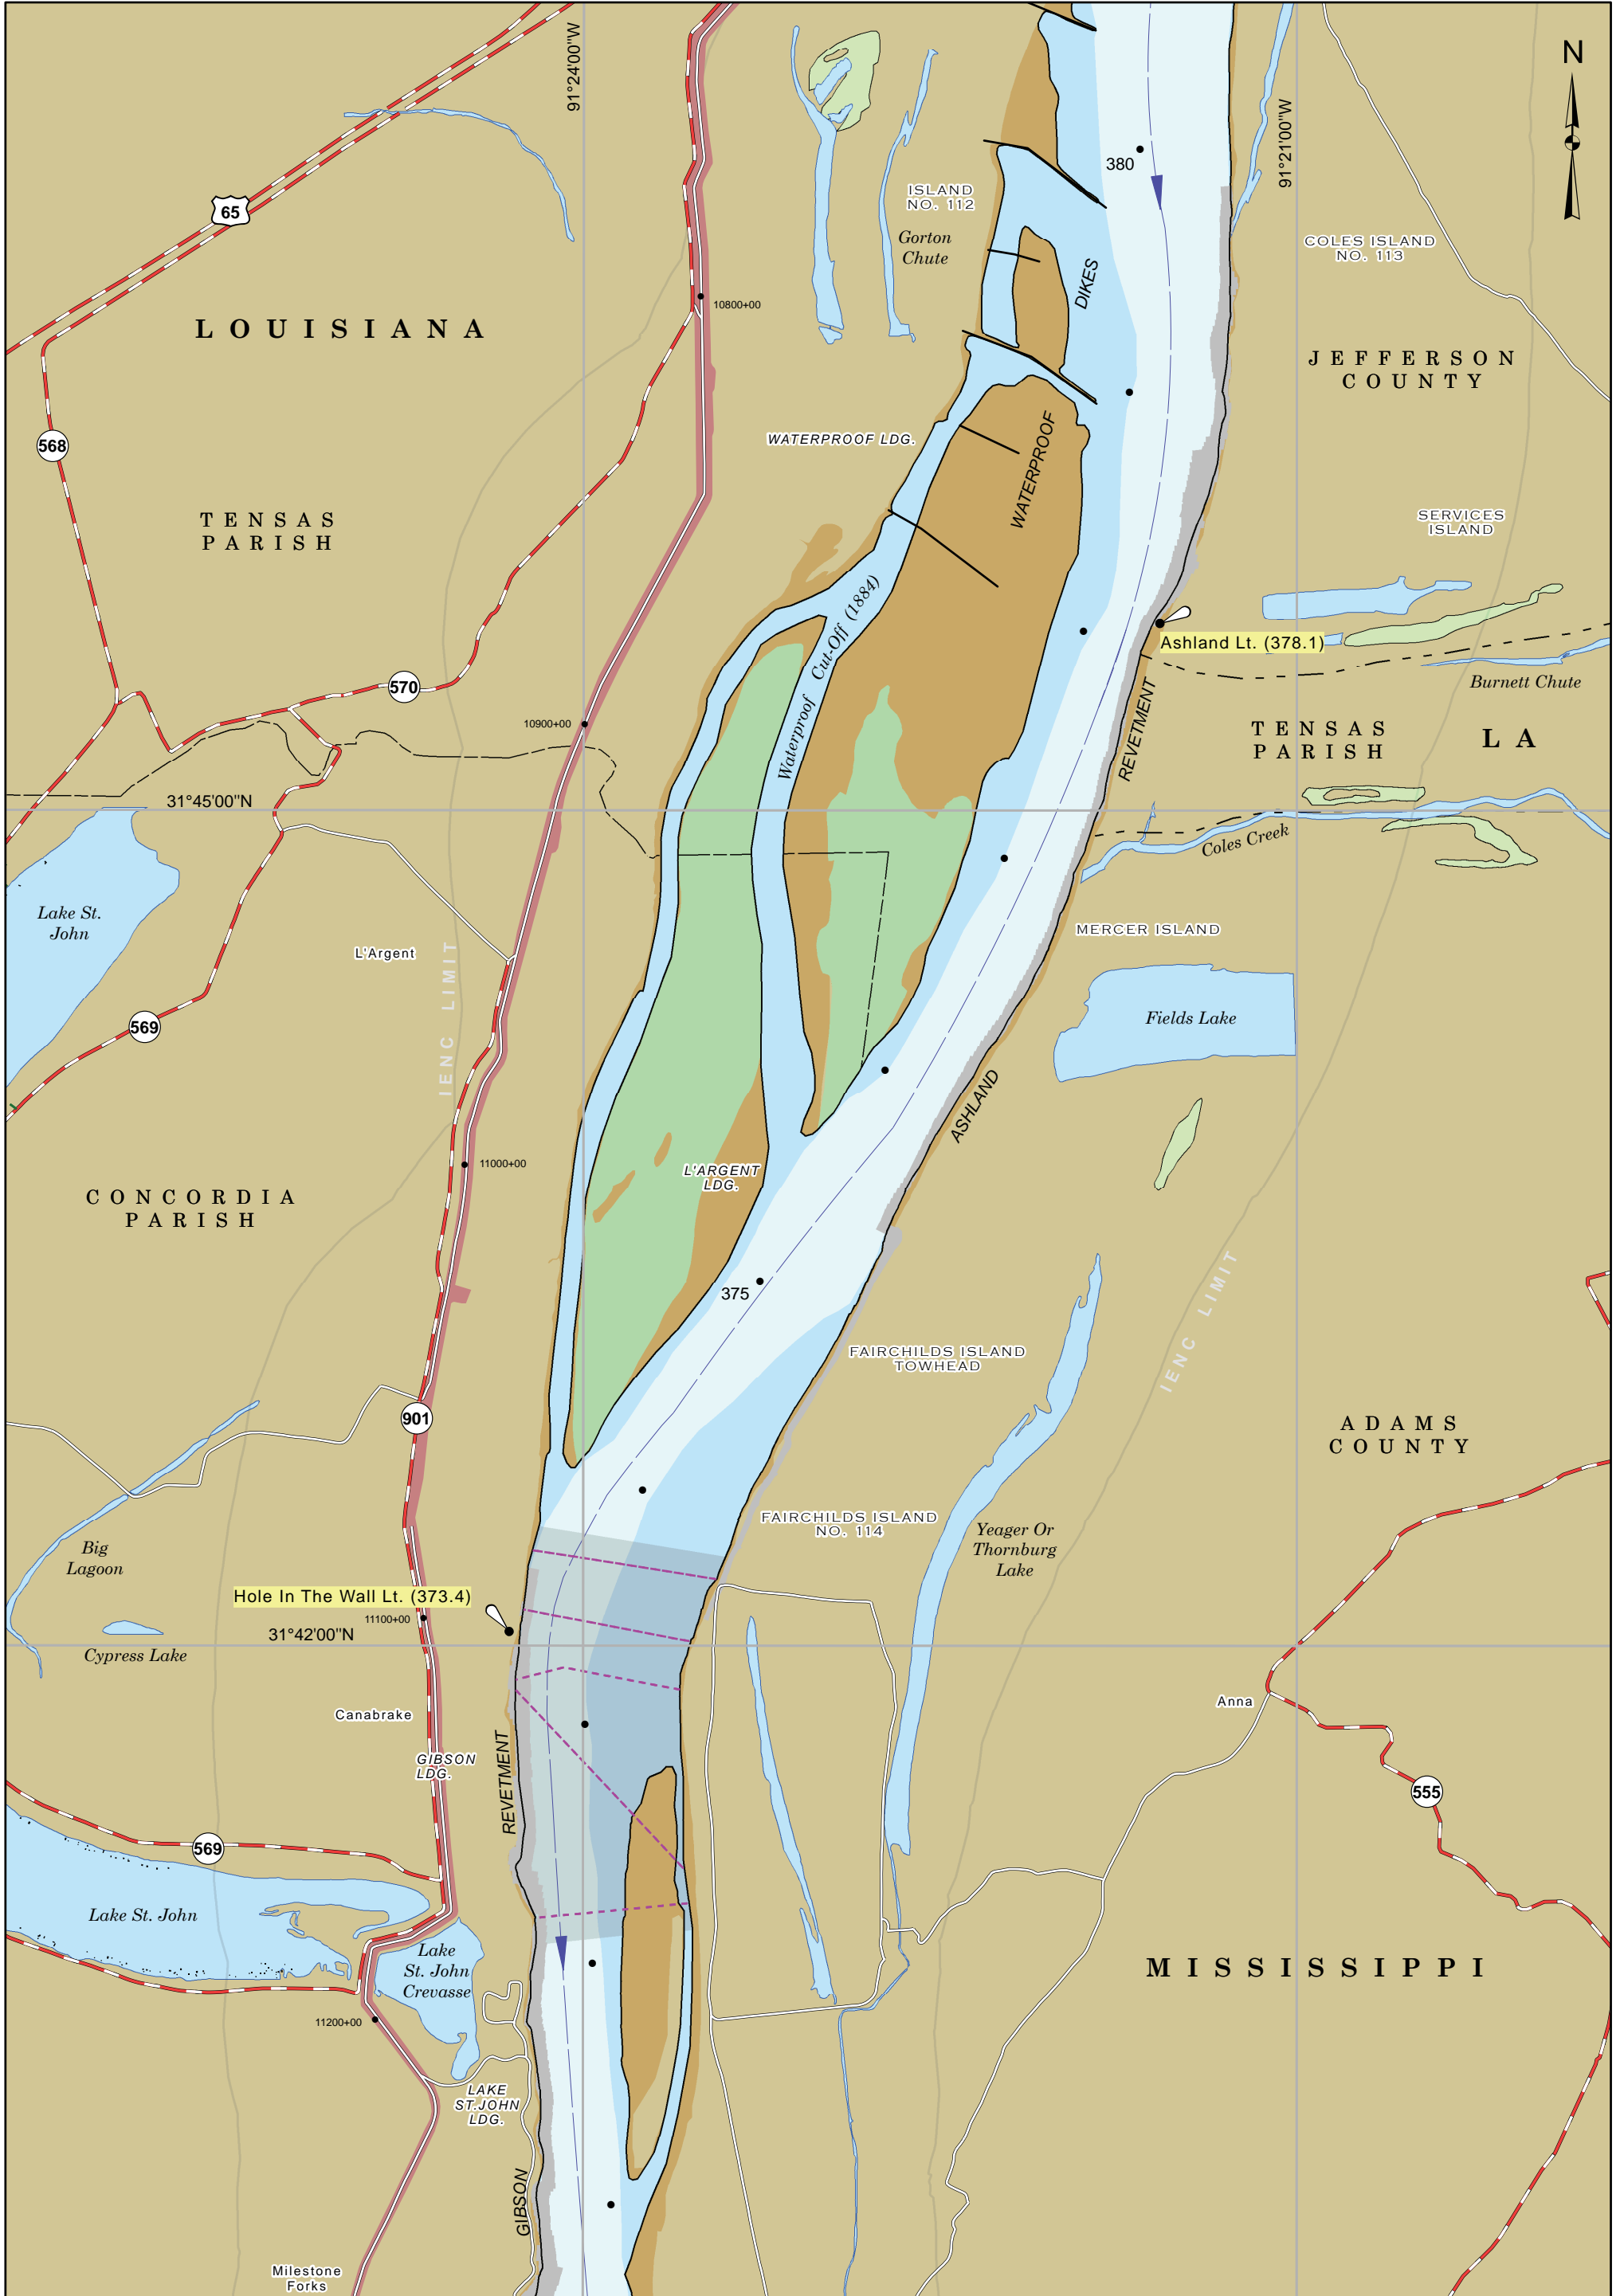 91°24'00"W
N
91°21'00"W
380
ISLAND
NO. 112
65
Gorton
Chute
COLES ISLAND
NO. 113
DIKES
10800+00
LOUISIANA
JEFFERSON
COUNTY
568
WATERPROOF LDG.
WATERPROOF
TENSAS
PARISH
SERVICES
ISLAND
Waterproof Cut-Off (1884)
Ashland Lt. (378.1)
570
Burnett Chute
REVETMENT
10900+00
TENSAS
PARISH
LA
31°45'00"N
Coles Creek
Lake St.
John
MERCER ISLAND
L'Argent
IENC LIMIT
569
Fields Lake
ASHLAND
11000+00
L'ARGENT
LDG.
CONCORDIA
PARISH
375
IENC LIMIT
FAIRCHILDS ISLAND
TOWHEAD
901
ADAMS
COUNTY
FAIRCHILDS ISLAND
NO. 114
Yeager Or
Thornburg
Lake
Big
Lagoon
Hole In The Wall Lt. (373.4)
11100+00
31°42'00"N
Cypress Lake
Anna
Canabrake
GIBSON
LDG.
REVETMENT
555
569
Lake St. John
Lake
St. John
Crevasse
MISSISSIPPI
11200+00
LAKE
ST.JOHN
LDG.
GIBSON
Milestone
Forks